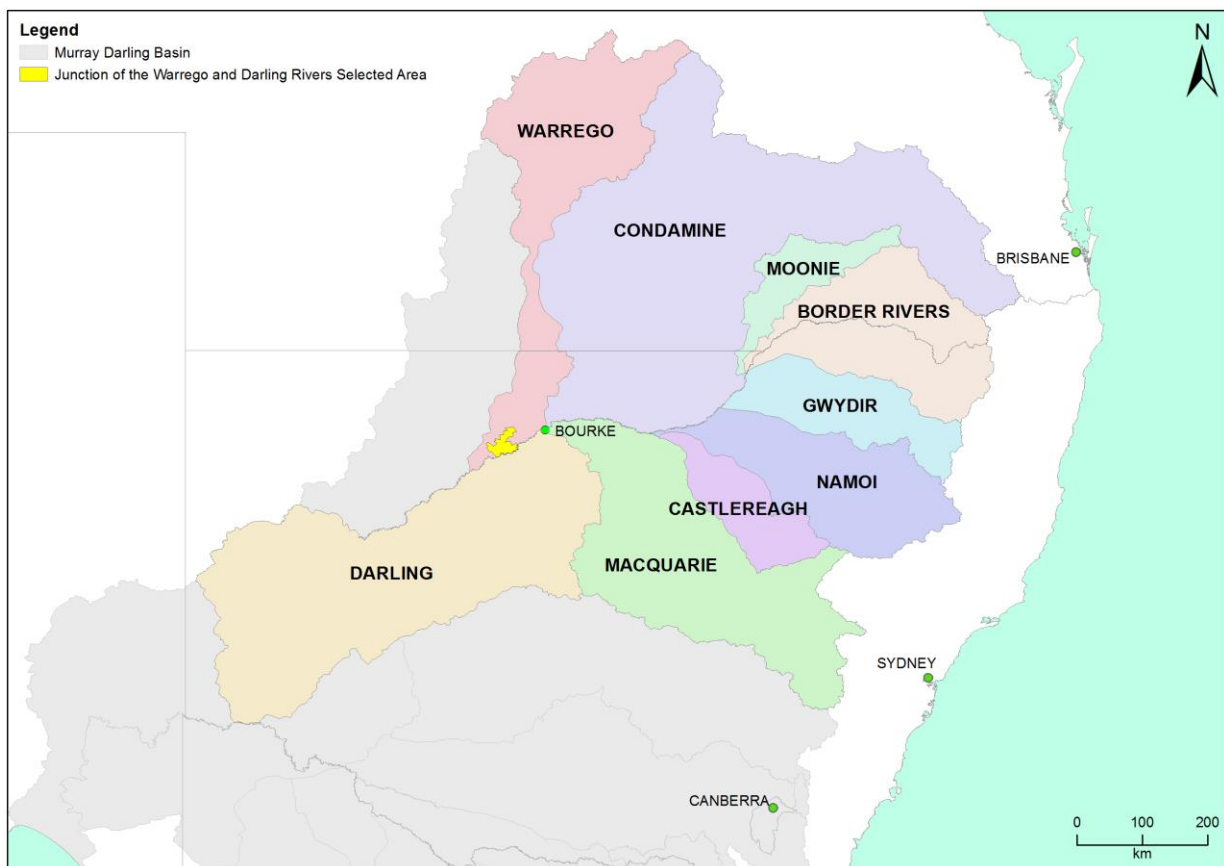 Legend
Murray Darling Basin
Junction of the Warrego and Darling Rivers Selected Area
N
WARREGO
CONDAMINE
MOONIE
BRISBANE
BORDER RIVERS
GWYDIR
BOURKE
NAMOI
CASTLEREAGH
MACQUARIE
DARLING
SYDNEY
CANBERRA
0 100 200
km